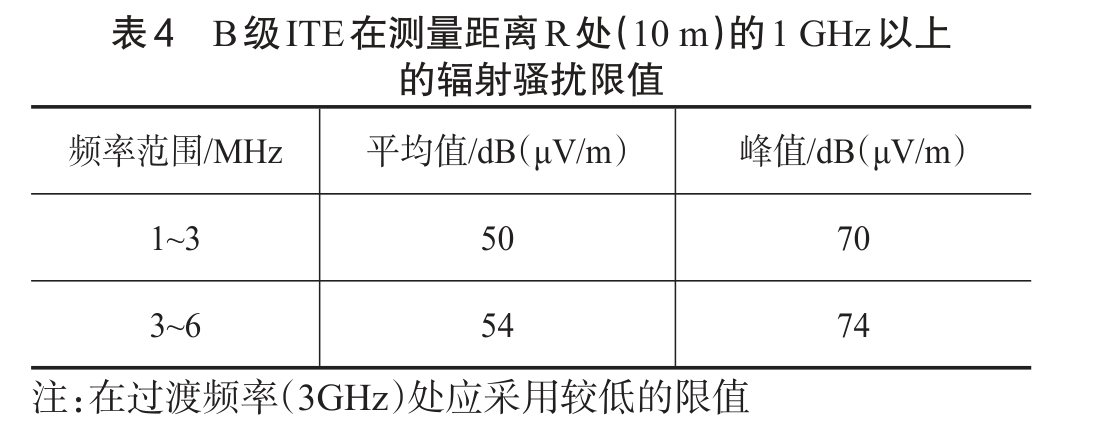 表4 B级ITE在测量距离R处(10 m)的1 GHz以上
的辐射骚扰限值
频率范围/MHz 平均值/dB(μV/m) 峰值/dB(μV/m)
1~3 50 70
3~6 54 74
注:在过渡频率(3GHz)处应采用较低的限值